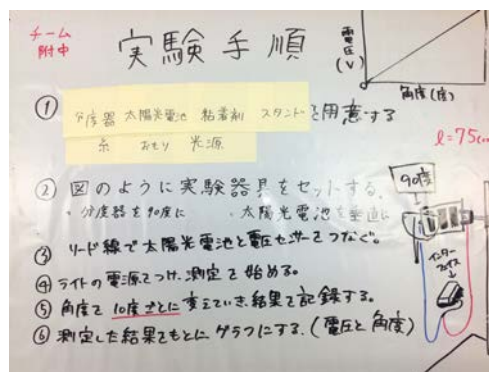 チーム
附中
実験手順
電圧
(V)
角度(度)
① 分度器 太陽光電池 粘着剤 スタンドを用意する
糸 おもり 光源
l=75cm
② 図のように実験器具をセットする。
・分度器を90度に ・太陽光電池を垂直に
90度
③ リード線で太陽光電池と電圧センサーをつなぐ。
④ ライトの電源をつけ、測定を始める。
インターフェイス
⑤ 角度を10度ごとに変えていき、結果を記録する。
⑥ 測定した結果をもとにグラフにする。(電圧と角度)